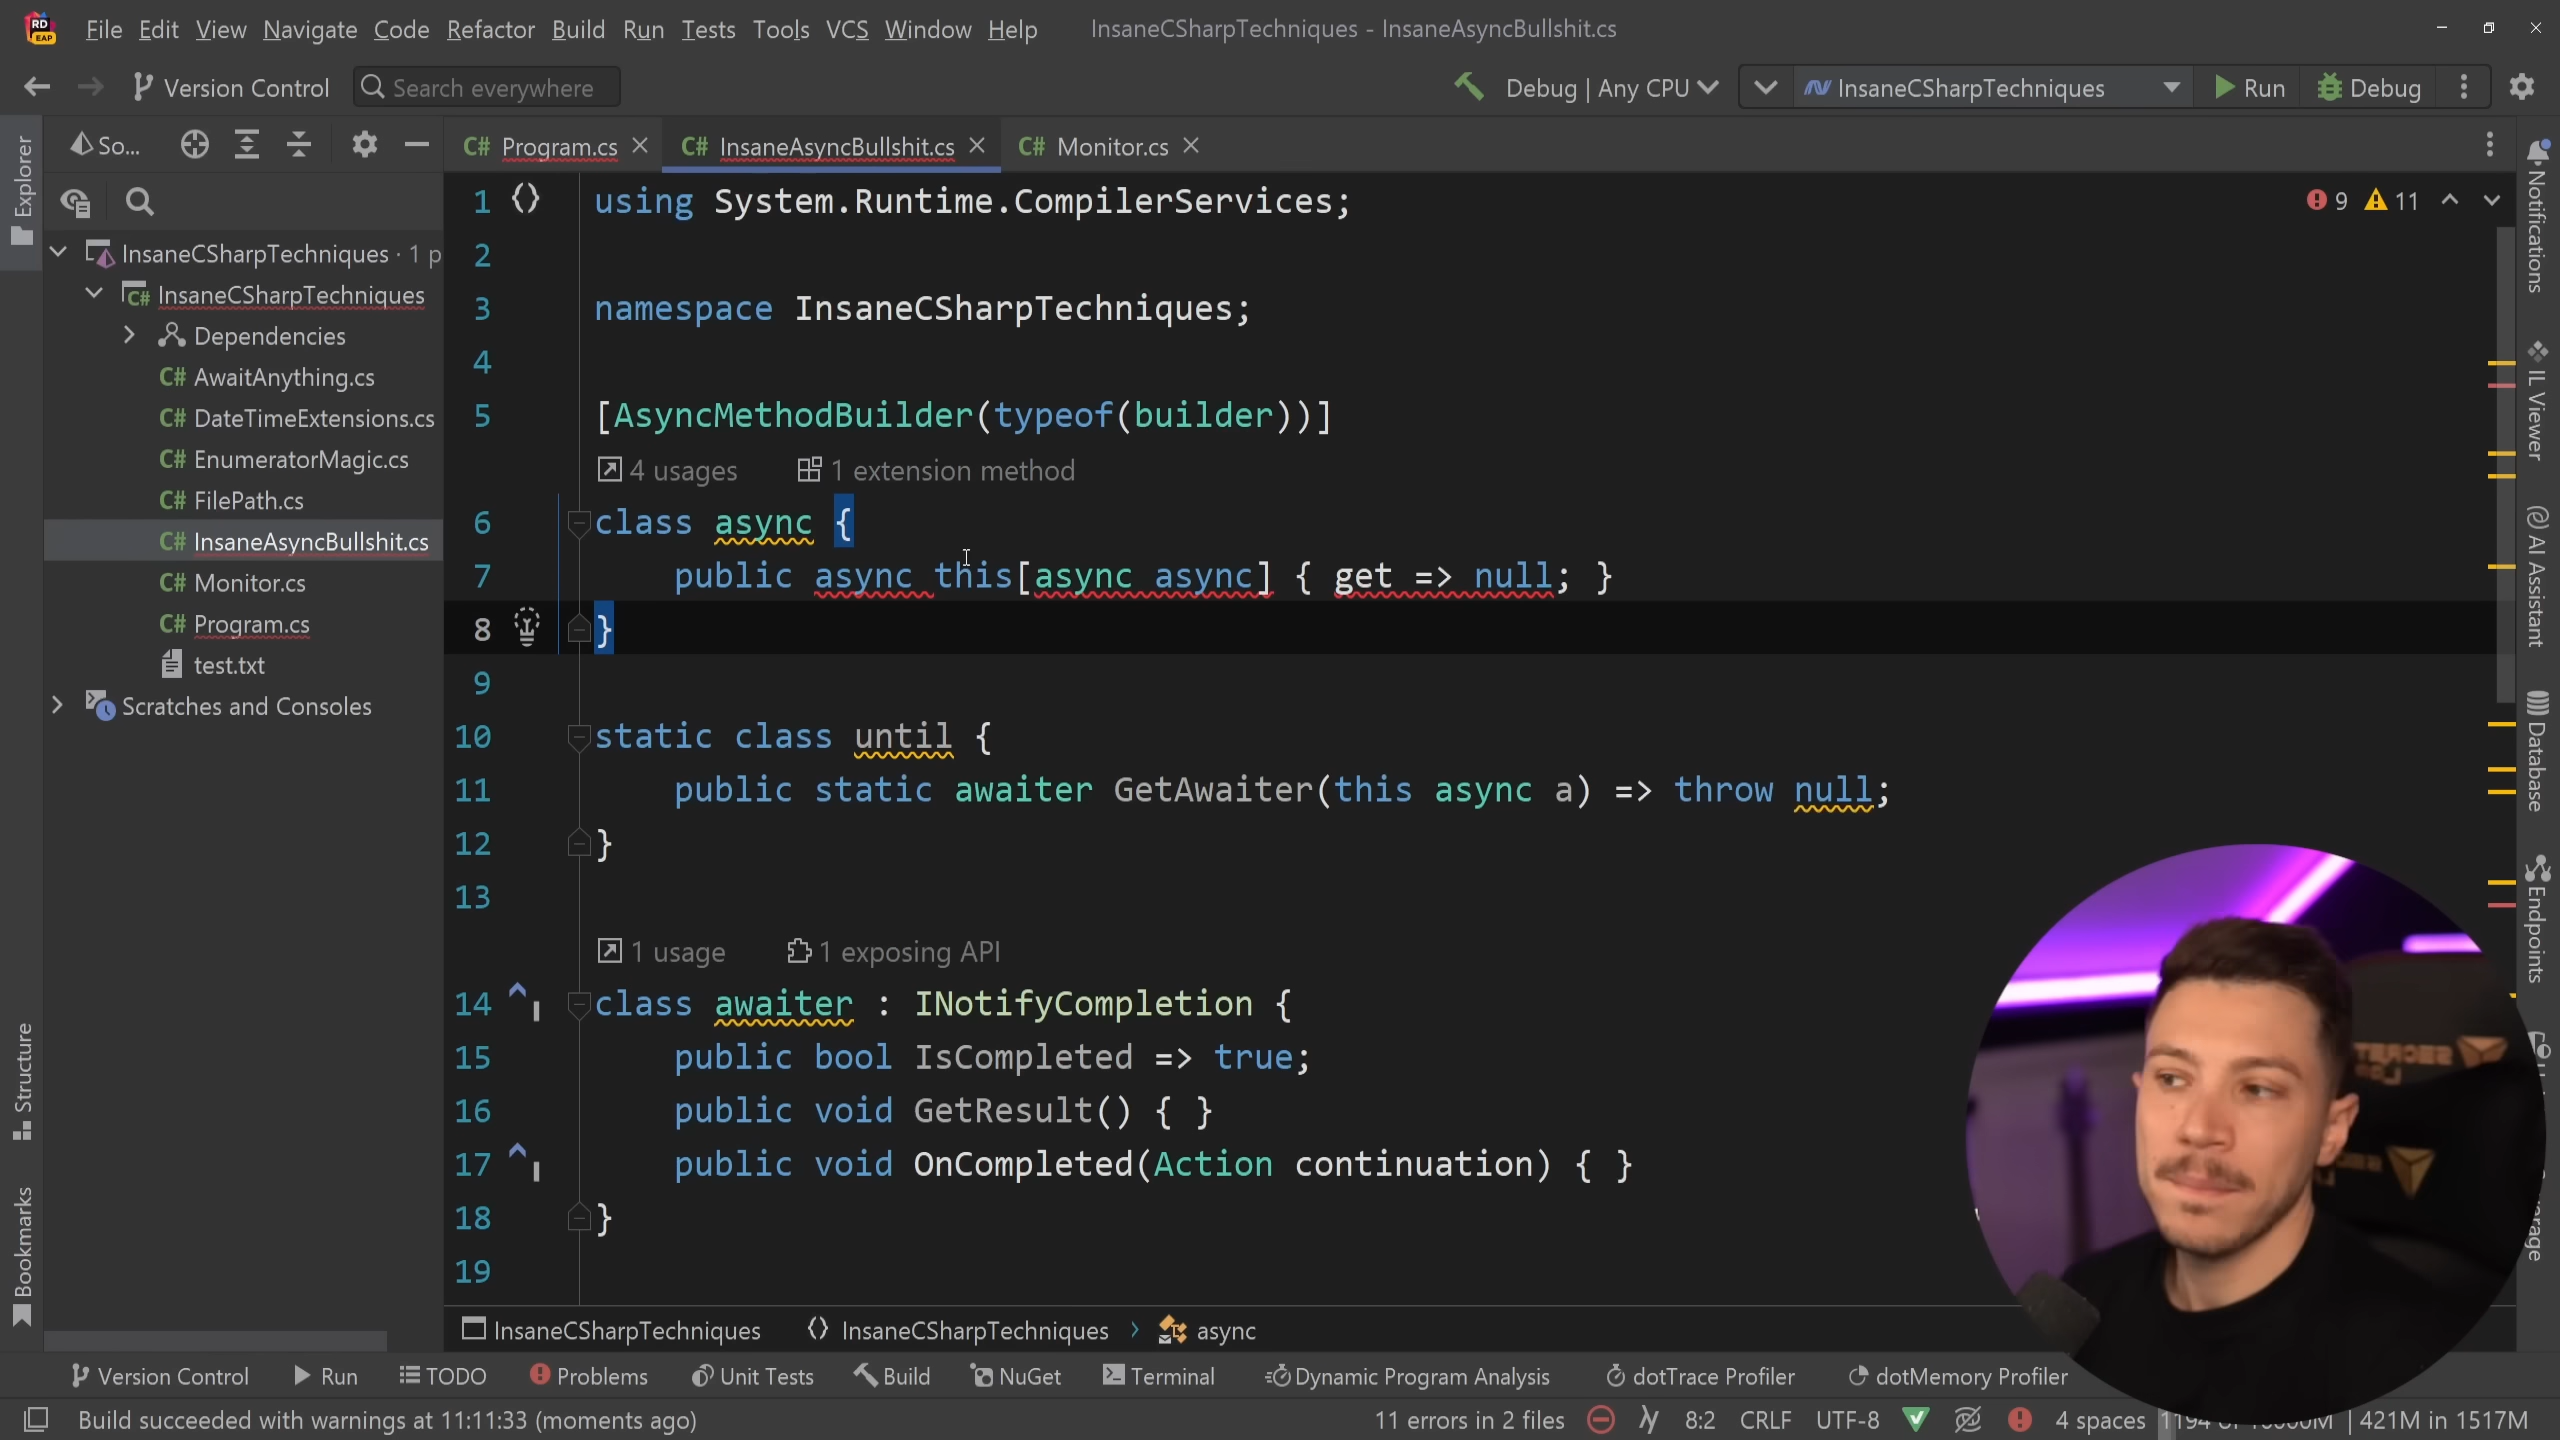 RD
EAP
File Edit View Navigate Code Refactor Build Run Tests Tools VCS Window Help InsaneCSharpTechniques - InsaneAsyncBullshit.cs
Version Control Search everywhere Debug | Any CPU InsaneCSharpTechniques Run Debug
So... C# Program.cs C# InsaneAsyncBullshit.cs C# Monitor.cs
Explorer
InsaneCSharpTechniques · 1 p
C# InsaneCSharpTechniques
Dependencies
C# AwaitAnything.cs
C# DateTimeExtensions.cs
C# EnumeratorMagic.cs
C# FilePath.cs
C# InsaneAsyncBullshit.cs
C# Monitor.cs
C# Program.cs
test.txt
Scratches and Consoles
Structure
Bookmarks
1 using System.Runtime.CompilerServices;
9 11
2
3 namespace InsaneCSharpTechniques;
4
5 [AsyncMethodBuilder(typeof(builder))]
4 usages 1 extension method
6 class async {
7 public async this[async async] { get => null; }
8 }
9
10 static class until {
11 public static awaiter GetAwaiter(this async a) => throw null;
12 }
13
1 usage 1 exposing API
14 class awaiter : INotifyCompletion {
15 public bool IsCompleted => true;
16 public void GetResult() { }
17 public void OnCompleted(Action continuation) { }
18 }
19
Notifications
IL Viewer
AI Assistant
Database
Endpoints
InsaneCSharpTechniques InsaneCSharpTechniques async
Version Control Run TODO Problems Unit Tests Build NuGet Terminal Dynamic Program Analysis dotTrace Profiler dotMemory Profiler
Build succeeded with warnings at 11:11:33 (moments ago) 11 errors in 2 files 8:2 CRLF UTF-8 4 spaces | 421M in 1517M